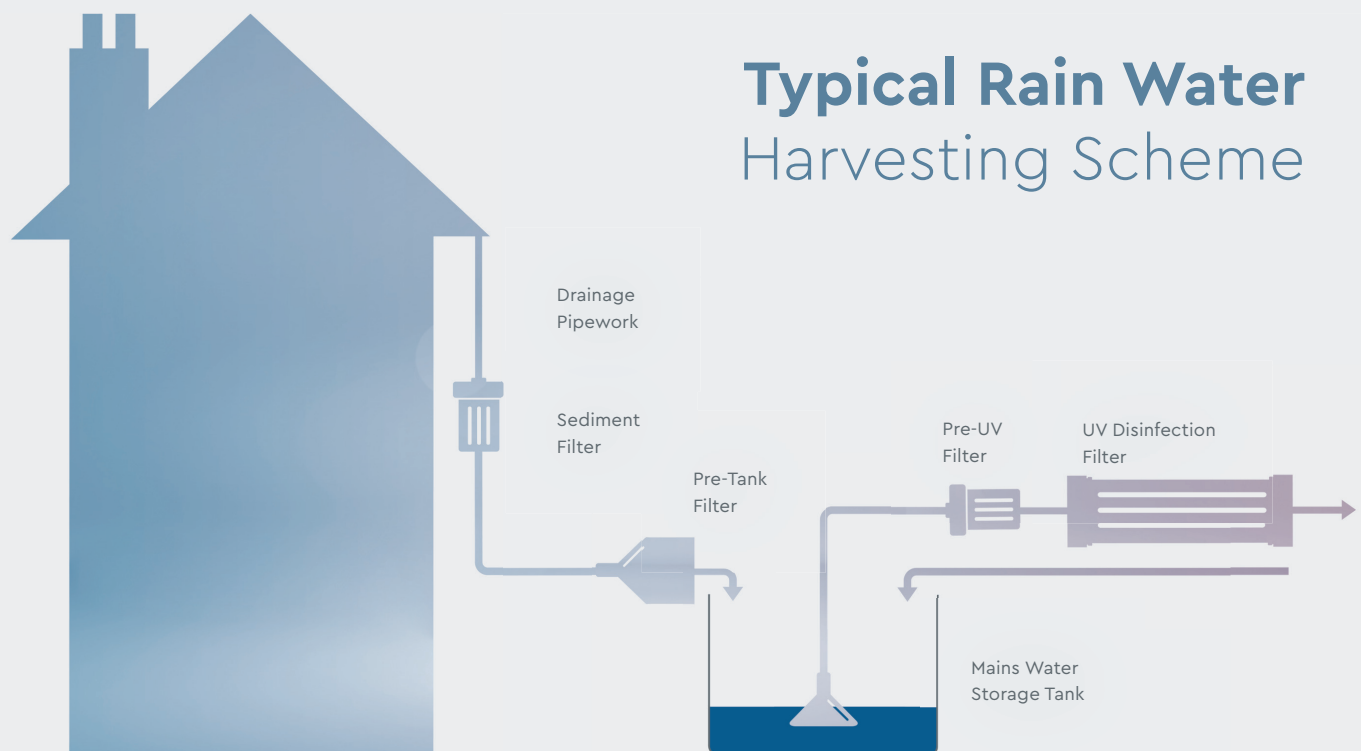 Typical Rain Water
Harvesting Scheme
Drainage
Pipework
Sediment
Filter
Pre-Tank
Filter
Pre-UV
Filter
UV Disinfection
Filter
Mains Water
Storage Tank